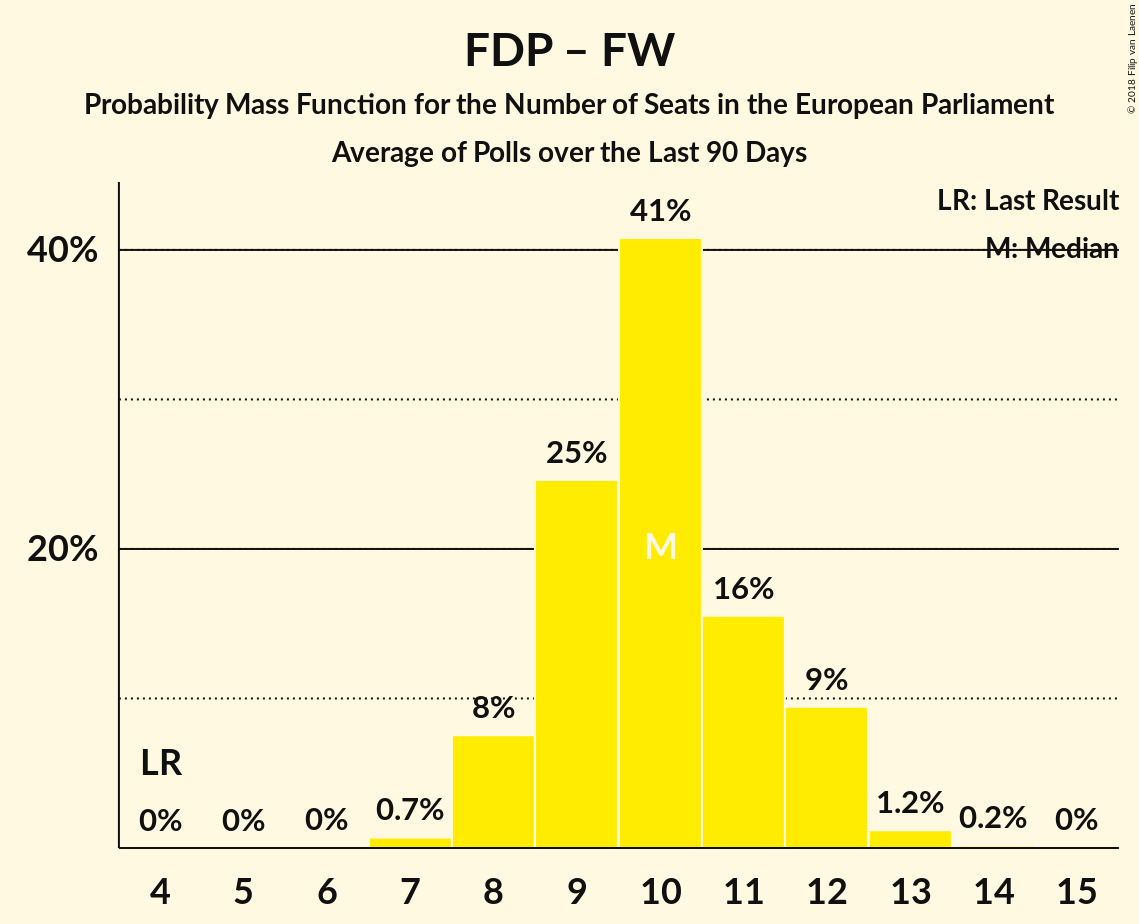 FDP – FW
Probability Mass Function for the Number of Seats in the European Parliament
Average of Polls over the Last 90 Days
© 2018 Filip van Laenen
LR: Last Result
M: Median
40%
20%
LR
0%
0%
0%
0.7%
8%
25%
41%
M
16%
9%
1.2%
0.2%
0%
4 5 6 7 8 9 10 11 12 13 14 15